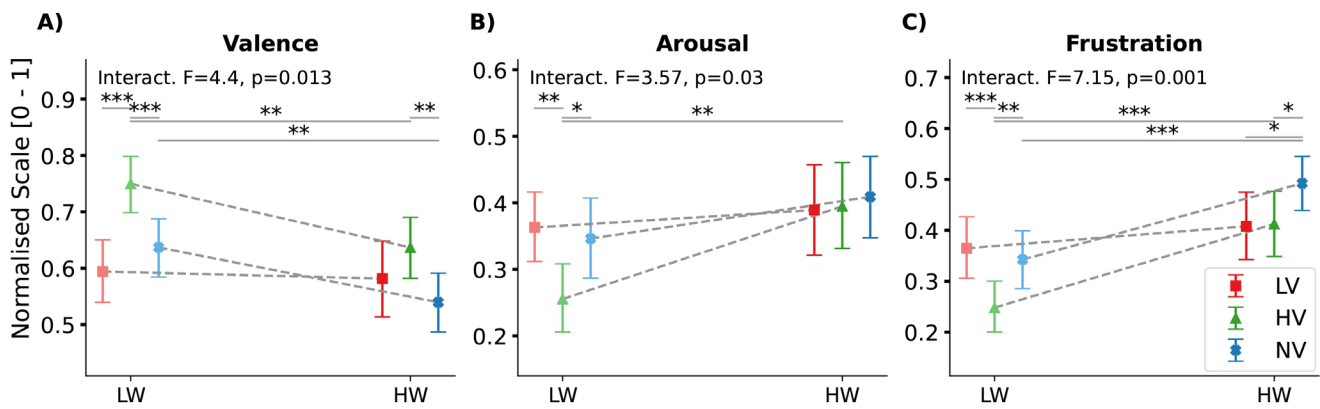 A)
Valence
Normalised Scale [0 - 1]
Interact. F=4.4, p=0.013
***
***
**
**
**
0.9
0.8
0.7
0.6
0.5
LW
HW
B)
Arousal
Interact. F=3.57, p=0.03
**
*
**
0.6
0.5
0.4
0.3
0.2
LW
HW
C)
Frustration
Interact. F=7.15, p=0.001
***
**
***
*
***
*
0.7
0.6
0.5
0.4
0.3
0.2
LW
HW
LV
HV
NV